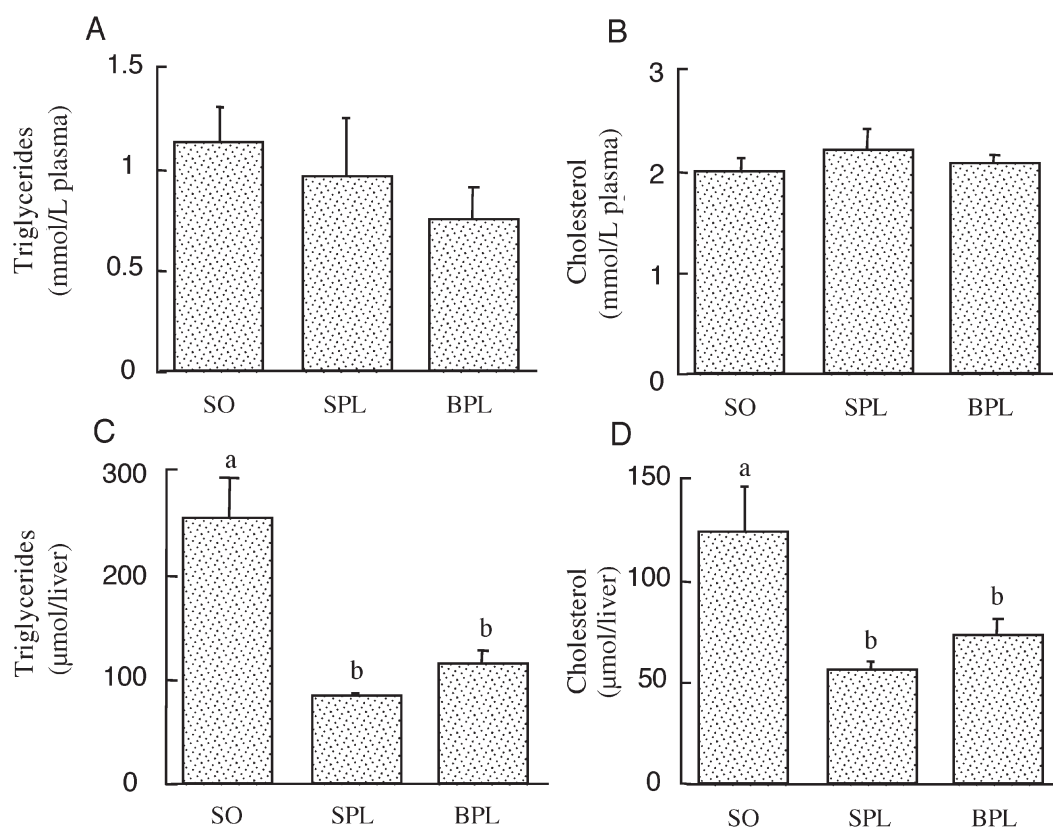 A
Triglycerides
(mmol/L plasma)
1.5
1
0.5
0
SO SPL BPL
B
Cholesterol
(mmol/L plasma)
3
2
1
0
SO SPL BPL
C
Triglycerides
(μmol/liver)
300
200
100
0
a
b
b
SO SPL BPL
D
Cholesterol
(μmol/liver)
150
100
50
0
a
b
b
SO SPL BPL